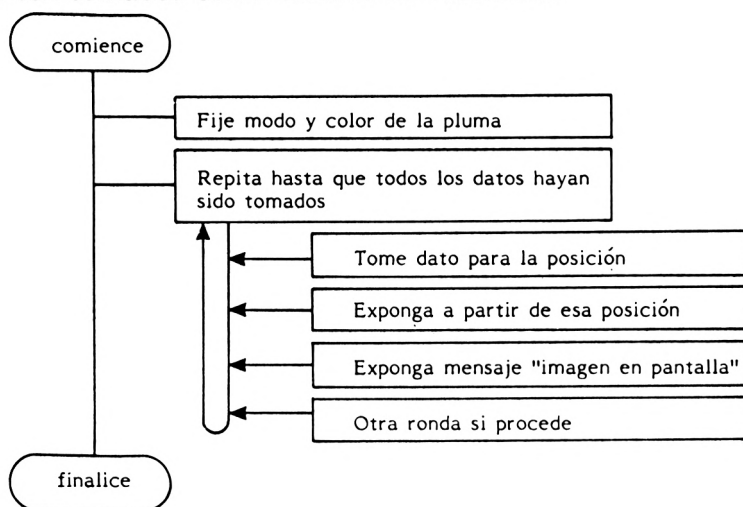 comience
Fije modo y color de la pluma
Repita hasta que todos los datos hayan
sido tomados
Tome dato para la posición
Exponga a partir de esa posición
Exponga mensaje "imagen en pantalla"
Otra ronda si procede
finalice